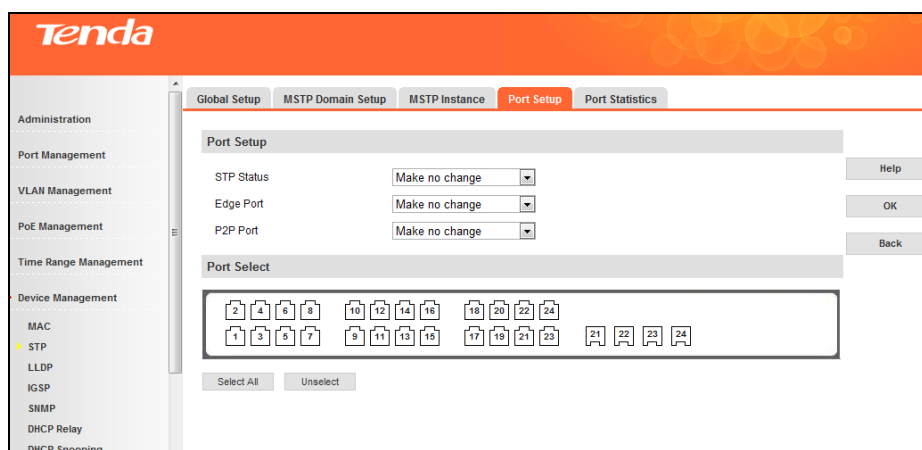 Tenda
Global Setup MSTP Domain Setup MSTP Instance Port Setup Port Statistics
Administration
Port Management
VLAN Management
PoE Management
Time Range Management
Device Management
MAC
STP
LLDP
IGSP
SNMP
DHCP Relay
DHCP Snooping
Port Setup
STP Status Make no change
Edge Port Make no change
P2P Port Make no change
Port Select
2 4 6 8 10 12 14 16 18 20 22 24
1 3 5 7 9 11 13 15 17 19 21 23 21 22 23 24
Select All Unselect
Help
OK
Back